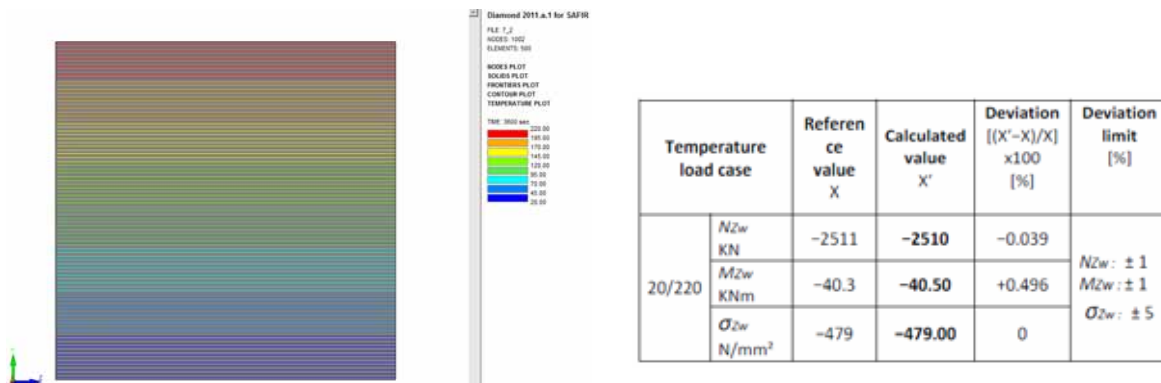 Diamond 2011.a.1 for SAFIR
FILE: 7_2
NODES: 1002
ELEMENTS: 500
NODES PLOT
SOLIDS PLOT
FRONTIERS PLOT
CONTOUR PLOT
TEMPERATURE PLOT
TIME: 3600 sec
220.00
195.00
170.00
145.00
120.00
95.00
70.00
45.00
20.00
Temperature load case
Referen
ce
value
X
Calculated
value
X'
Deviation
[(X'−X)/X]
x100
[%]
Deviation
limit
[%]
20/220
NZw
KN
−2511
−2510
−0.039
MZw
KNm
−40.3
−40.50
+0.496
σZw
N/mm²
−479
−479.00
0
NZw : ± 1
MZw : ± 1
σZw : ± 5